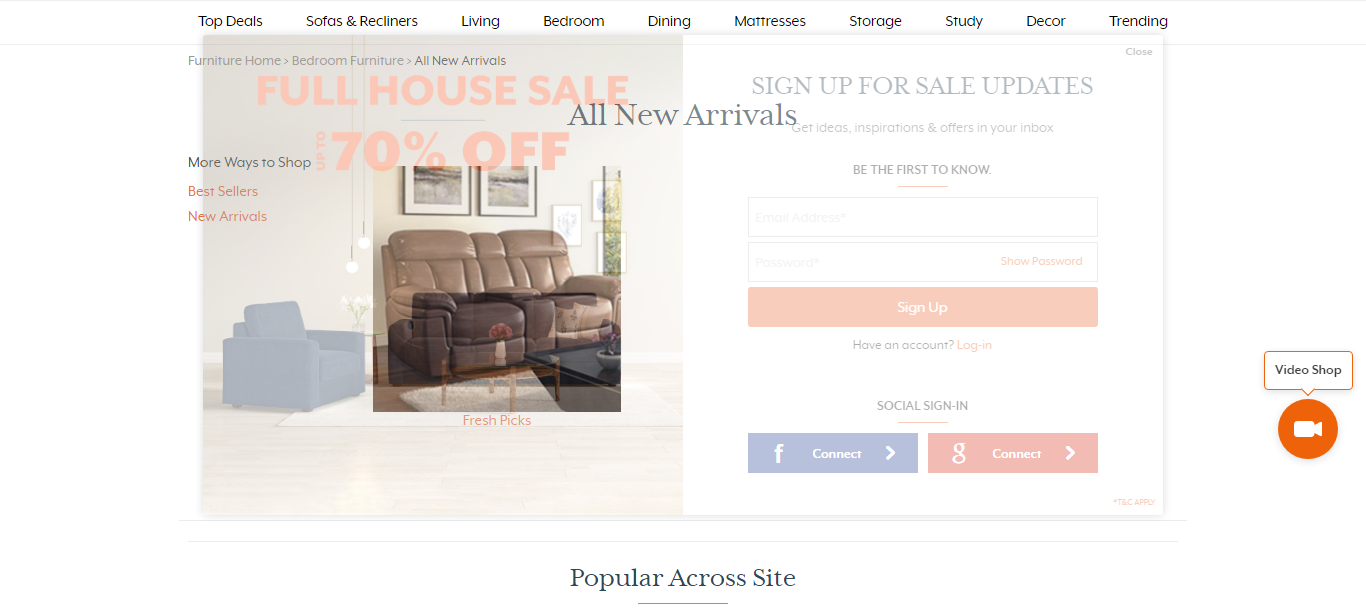 Top Deals Sofas & Recliners Living Bedroom Dining Mattresses Storage Study Decor Trending
Furniture Home > Bedroom Furniture > All New Arrivals
Close
FULL HOUSE SALE
UP TO 70% OFF
All New Arrivals
SIGN UP FOR SALE UPDATES
Get ideas, inspirations & offers in your inbox
More Ways to Shop
Best Sellers
New Arrivals
BE THE FIRST TO KNOW.
Email Address*
Password* Show Password
Sign Up
Have an account? Log-in
SOCIAL SIGN-IN
f Connect
g Connect
*T&C APPLY
Fresh Picks
Video Shop
Popular Across Site